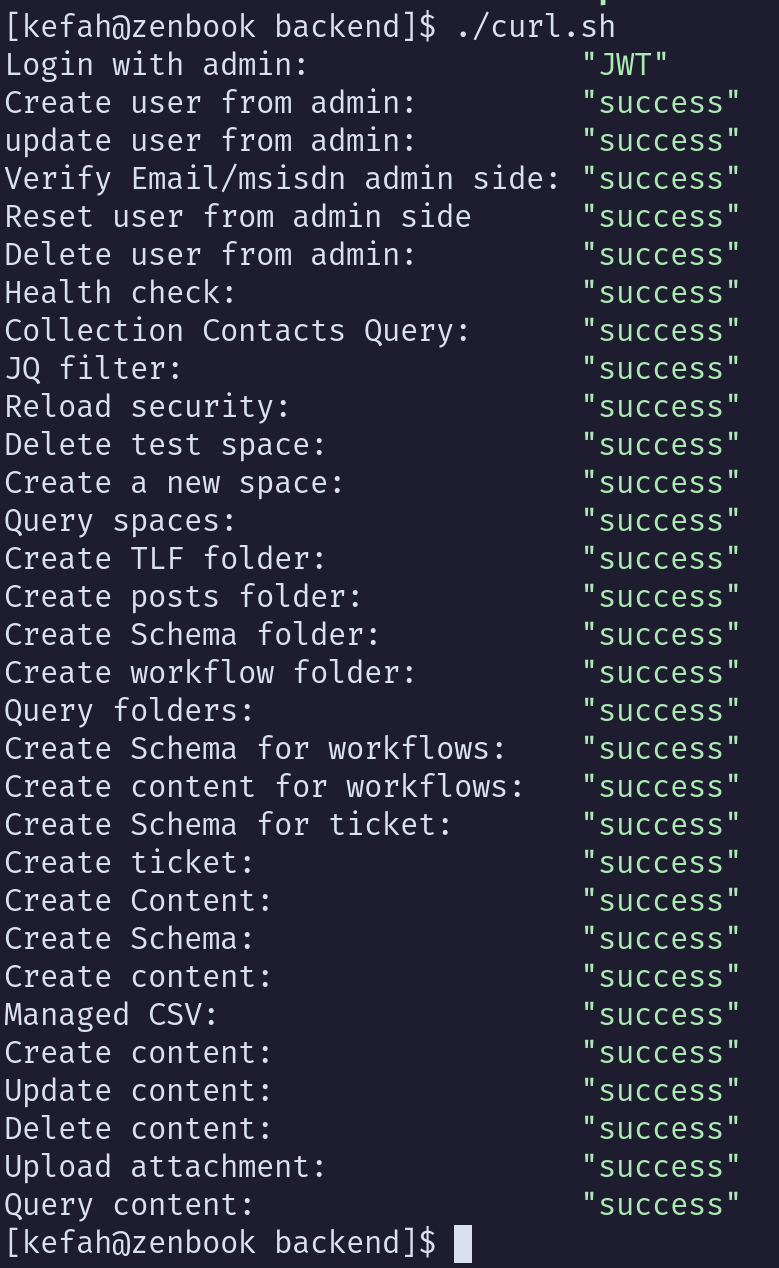 [kefah@zenbook backend]$ ./curl.sh
Login with admin: "JWT"
Create user from admin: "success"
update user from admin: "success"
Verify Email/msisdn admin side: "success"
Reset user from admin side "success"
Delete user from admin: "success"
Health check: "success"
Collection Contacts Query: "success"
JQ filter: "success"
Reload security: "success"
Delete test space: "success"
Create a new space: "success"
Query spaces: "success"
Create TLF folder: "success"
Create posts folder: "success"
Create Schema folder: "success"
Create workflow folder: "success"
Query folders: "success"
Create Schema for workflows: "success"
Create content for workflows: "success"
Create Schema for ticket: "success"
Create ticket: "success"
Create Content: "success"
Create Schema: "success"
Create content: "success"
Managed CSV: "success"
Create content: "success"
Update content: "success"
Delete content: "success"
Upload attachment: "success"
Query content: "success"
[kefah@zenbook backend]$